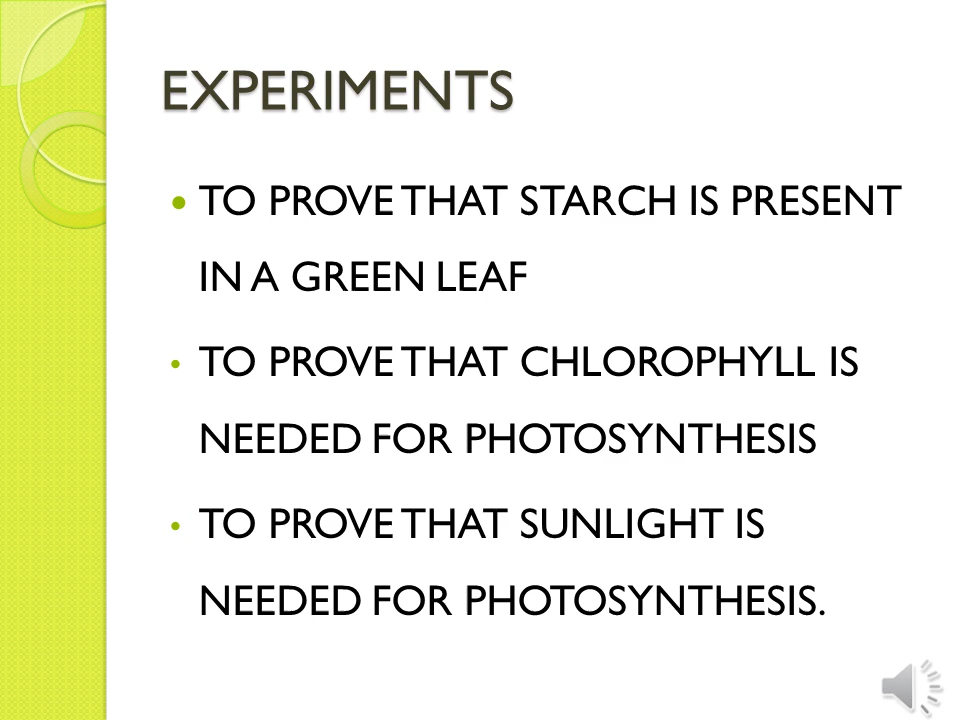 EXPERIMENTS
• TO PROVE THAT STARCH IS PRESENT
IN A GREEN LEAF
• TO PROVE THAT CHLOROPHYLL IS
NEEDED FOR PHOTOSYNTHESIS
• TO PROVE THAT SUNLIGHT IS
NEEDED FOR PHOTOSYNTHESIS.